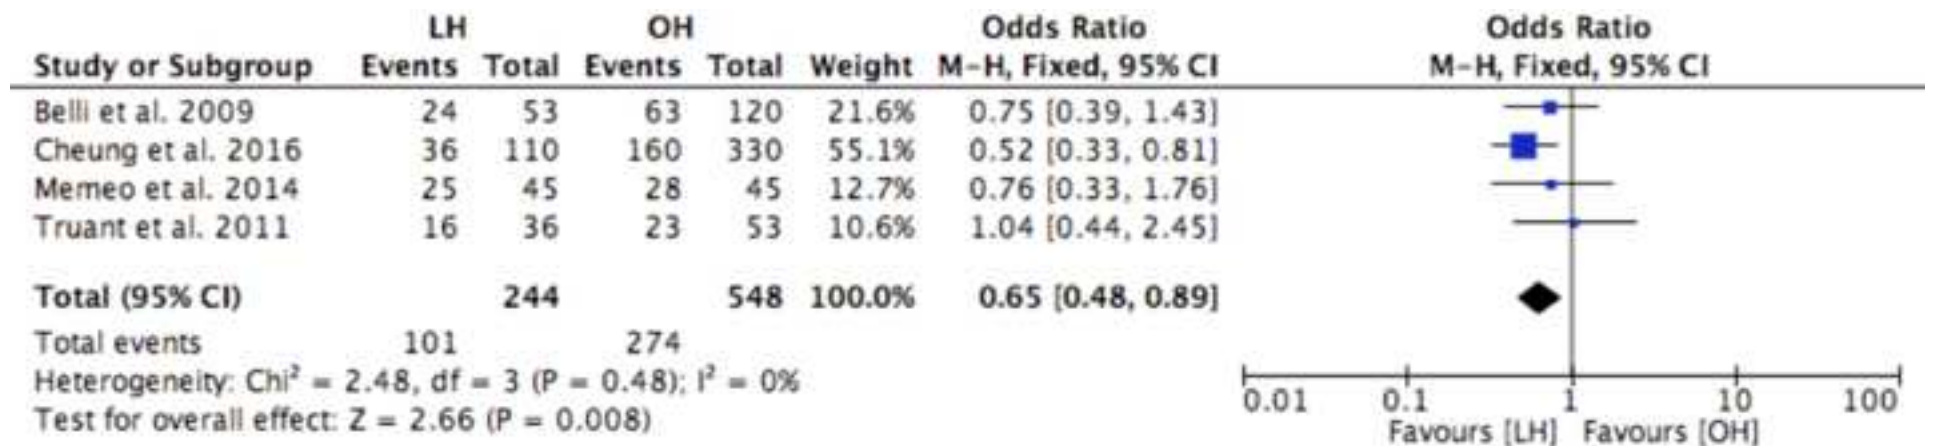 LH OH Odds Ratio Odds Ratio
Study or Subgroup Events Total Events Total Weight M-H, Fixed, 95% CI M-H, Fixed, 95% CI
Belli et al. 2009 24 53 63 120 21.6% 0.75 [0.39, 1.43]
Cheung et al. 2016 36 110 160 330 55.1% 0.52 [0.33, 0.81]
Memeo et al. 2014 25 45 28 45 12.7% 0.76 [0.33, 1.76]
Truant et al. 2011 16 36 23 53 10.6% 1.04 [0.44, 2.45]
Total (95% CI) 244 548 100.0% 0.65 [0.48, 0.89]
Total events 101 274
Heterogeneity: Chi² = 2.48, df = 3 (P = 0.48); I² = 0%
Test for overall effect: Z = 2.66 (P = 0.008)
0.01 0.1 1 10 100
Favours [LH] Favours [OH]